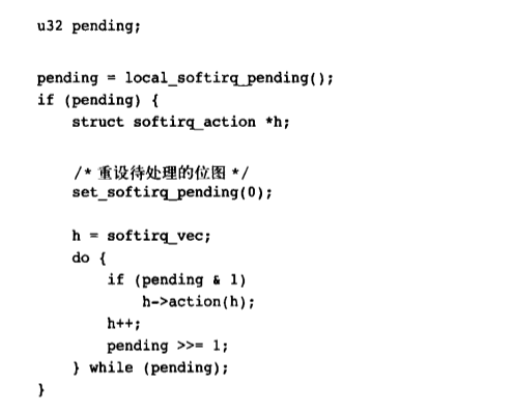 u32 pending;
pending = local_softirq_pending();
if (pending) {
    struct softirq_action *h;
    /* 重设待处理的位图 */
    set_softirq_pending(0);
    h = softirq_vec;
    do {
        if (pending & 1)
            h->action(h);
        h++;
        pending >>= 1;
    } while (pending);
}